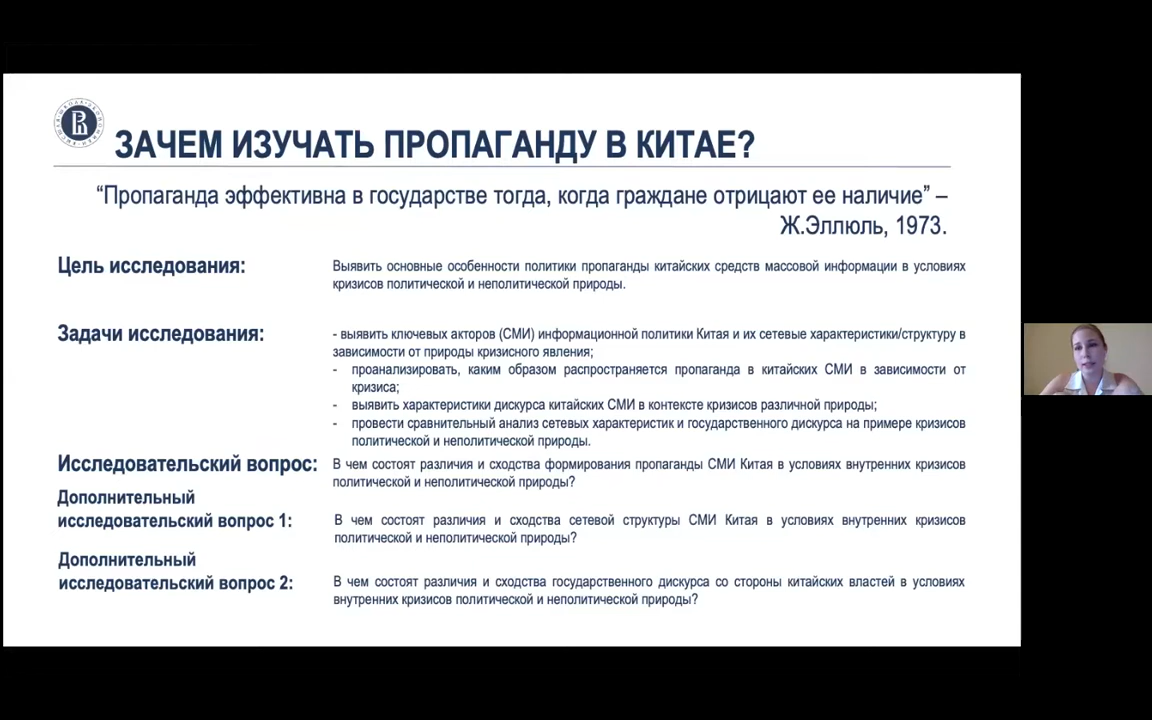 ЗАЧЕМ ИЗУЧАТЬ ПРОПАГАНДУ В КИТАЕ?
“Пропаганда эффективна в государстве тогда, когда граждане отрицают ее наличие” –
Ж.Эллюль, 1973.
Цель исследования:
Выявить основные особенности политики пропаганды китайских средств массовой информации в условиях
кризисов политической и неполитической природы.
Задачи исследования:
- выявить ключевых акторов (СМИ) информационной политики Китая и их сетевые характеристики/структуру в
зависимости от природы кризисного явления;
- проанализировать, каким образом распространяется пропаганда в китайских СМИ в зависимости от
кризиса;
- выявить характеристики дискурса китайских СМИ в контексте кризисов различной природы;
- провести сравнительный анализ сетевых характеристик и государственного дискурса на примере кризисов
политической и неполитической природы.
Исследовательский вопрос:
В чем состоят различия и сходства формирования пропаганды СМИ Китая в условиях внутренних кризисов
политической и неполитической природы?
Дополнительный
исследовательский вопрос 1:
В чем состоят различия и сходства сетевой структуры СМИ Китая в условиях внутренних кризисов
политической и неполитической природы?
Дополнительный
исследовательский вопрос 2:
В чем состоят различия и сходства государственного дискурса со стороны китайских властей в условиях
внутренних кризисов политической и неполитической природы?